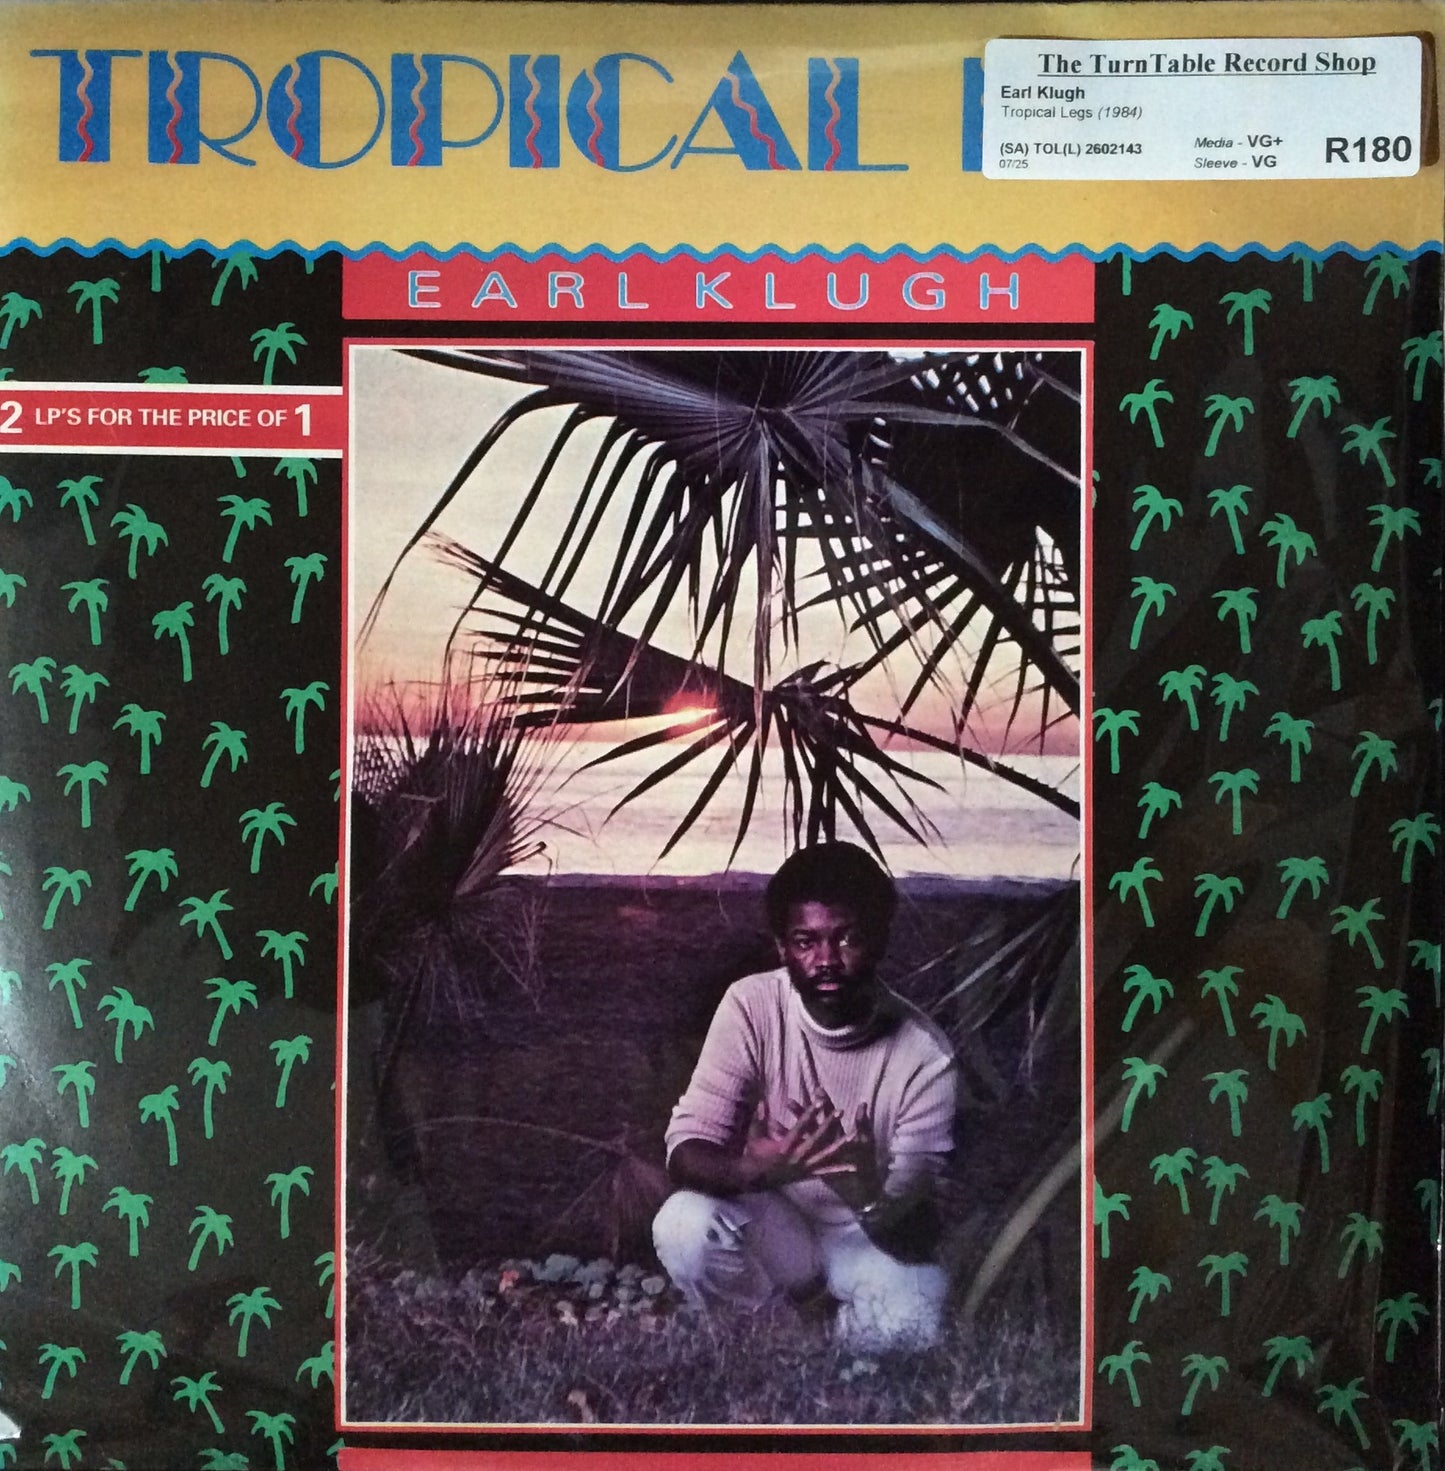 TROPICAL
The TurnTable Record Shop
Earl Klugh
Tropical Legs (1984)
(SA) TOL(L) 2602143
Media - VG+
07/25
Sleeve - VG
R180
EARL KLUGH
2 LP'S FOR THE PRICE OF 1